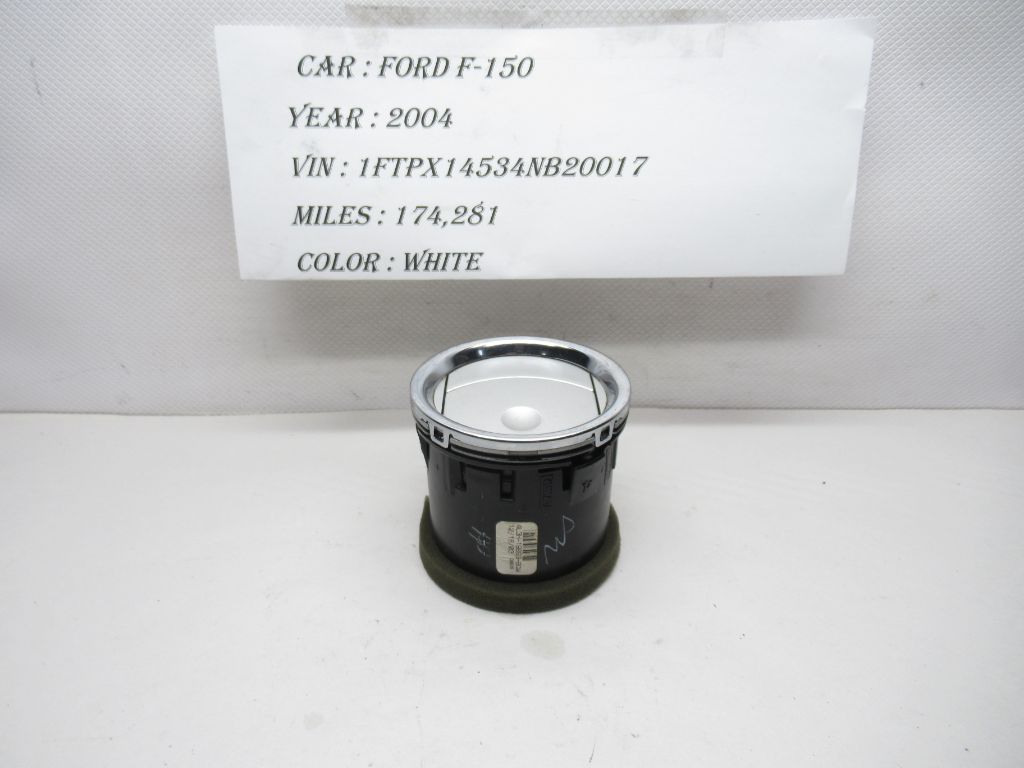 CAR : FORD F-150
YEAR : 2004
VIN : 1FTPX14534NB20017
MILES : 174,281
COLOR : WHITE